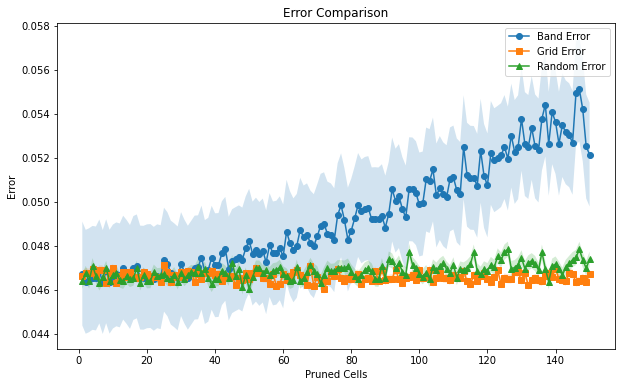 Error Comparison
0.058
0.056
0.054
0.052
0.050
0.048
0.046
0.044
Error
Band Error
Grid Error
Random Error
0 20 40 60 80 100 120 140
Pruned Cells